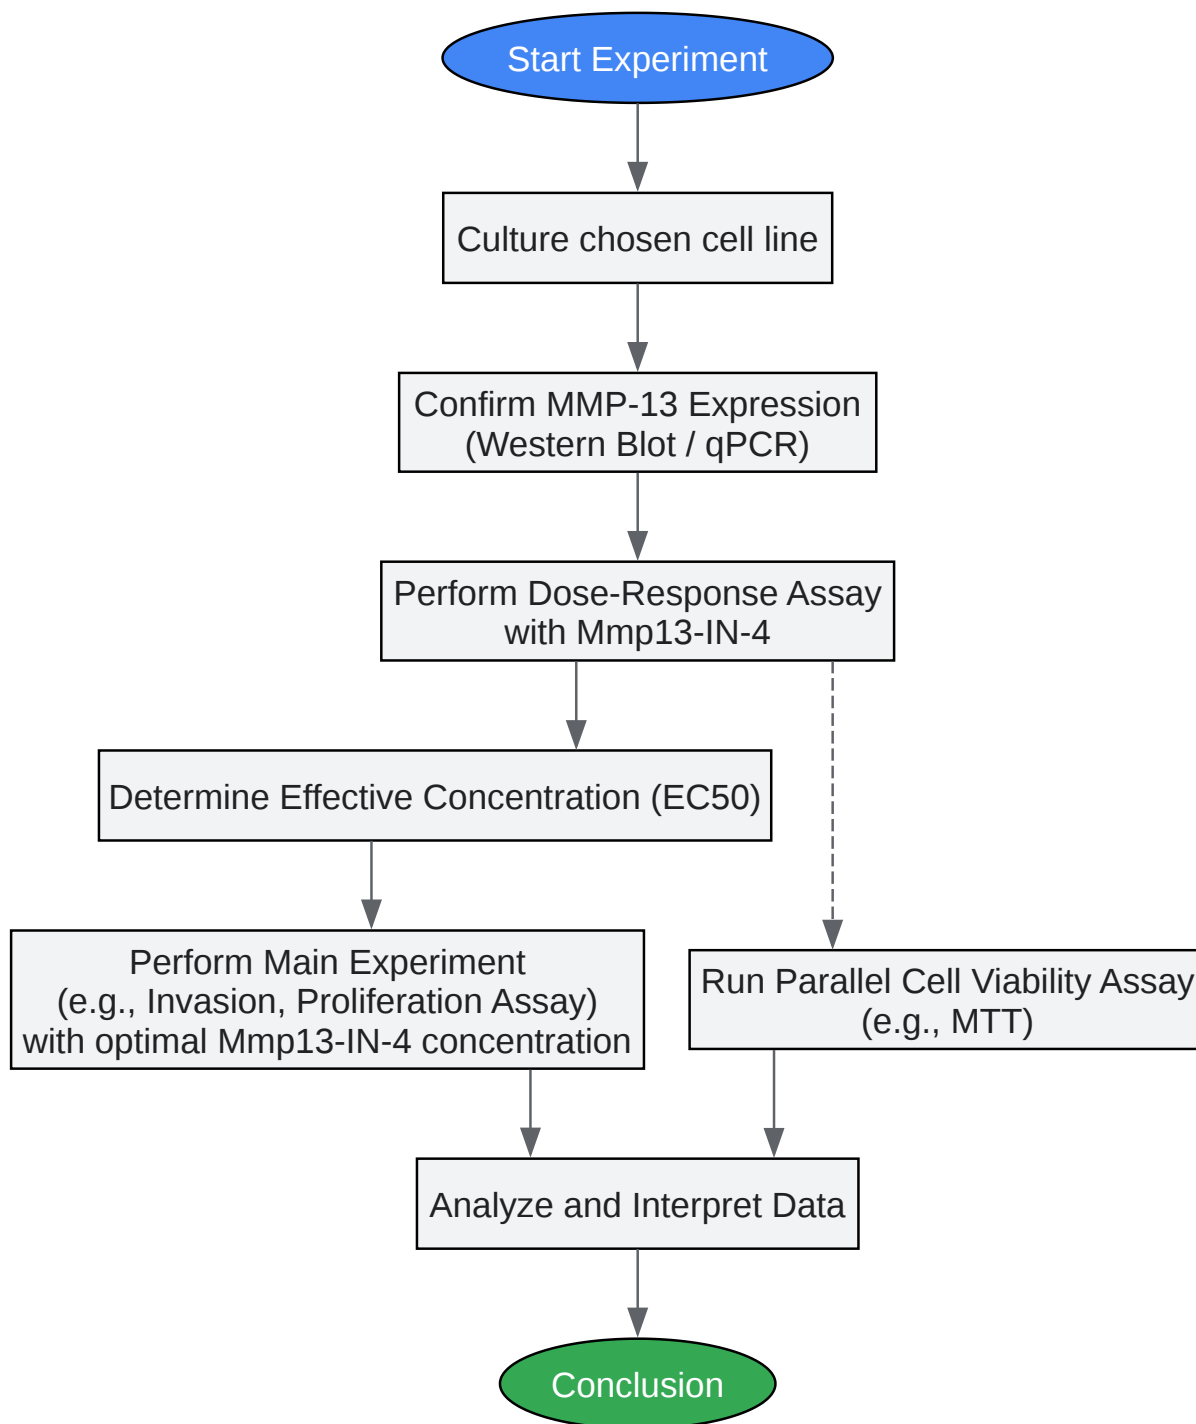 Start Experiment
Culture chosen cell line
Confirm MMP-13 Expression
(Western Blot / qPCR)
Perform Dose-Response Assay
with Mmp13-IN-4
Determine Effective Concentration (EC50)
Perform Main Experiment
(e.g., Invasion, Proliferation Assay)
with optimal Mmp13-IN-4 concentration
Run Parallel Cell Viability Assay
(e.g., MTT)
Analyze and Interpret Data
Conclusion